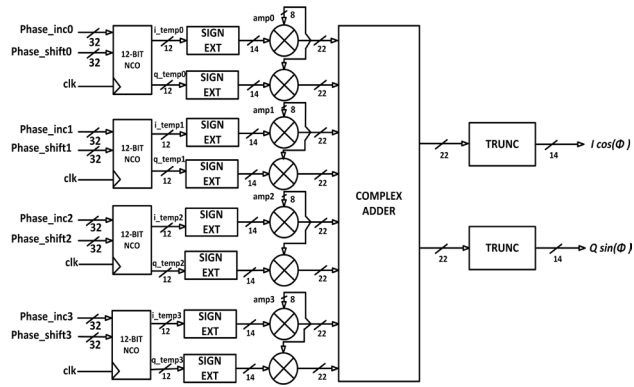 Phase_inc0
32
Phase_shift0
32
clk
12-BIT
NCO
i_temp0
12
q_temp0
12
SIGN
EXT
14
SIGN
EXT
14
amp0
8
22
22
Phase_inc1
32
Phase_shift1
32
clk
12-BIT
NCO
i_temp1
12
q_temp1
12
SIGN
EXT
14
SIGN
EXT
14
amp1
8
22
22
Phase_inc2
32
Phase_shift2
32
clk
12-BIT
NCO
i_temp2
12
q_temp2
12
SIGN
EXT
14
SIGN
EXT
14
amp2
8
22
22
Phase_inc3
32
Phase_shift3
32
clk
12-BIT
NCO
i_temp3
12
q_temp3
12
SIGN
EXT
14
SIGN
EXT
14
amp3
8
22
22
COMPLEX
ADDER
22
TRUNC
14
I cos(Φ)
22
TRUNC
14
Q sin(Φ)